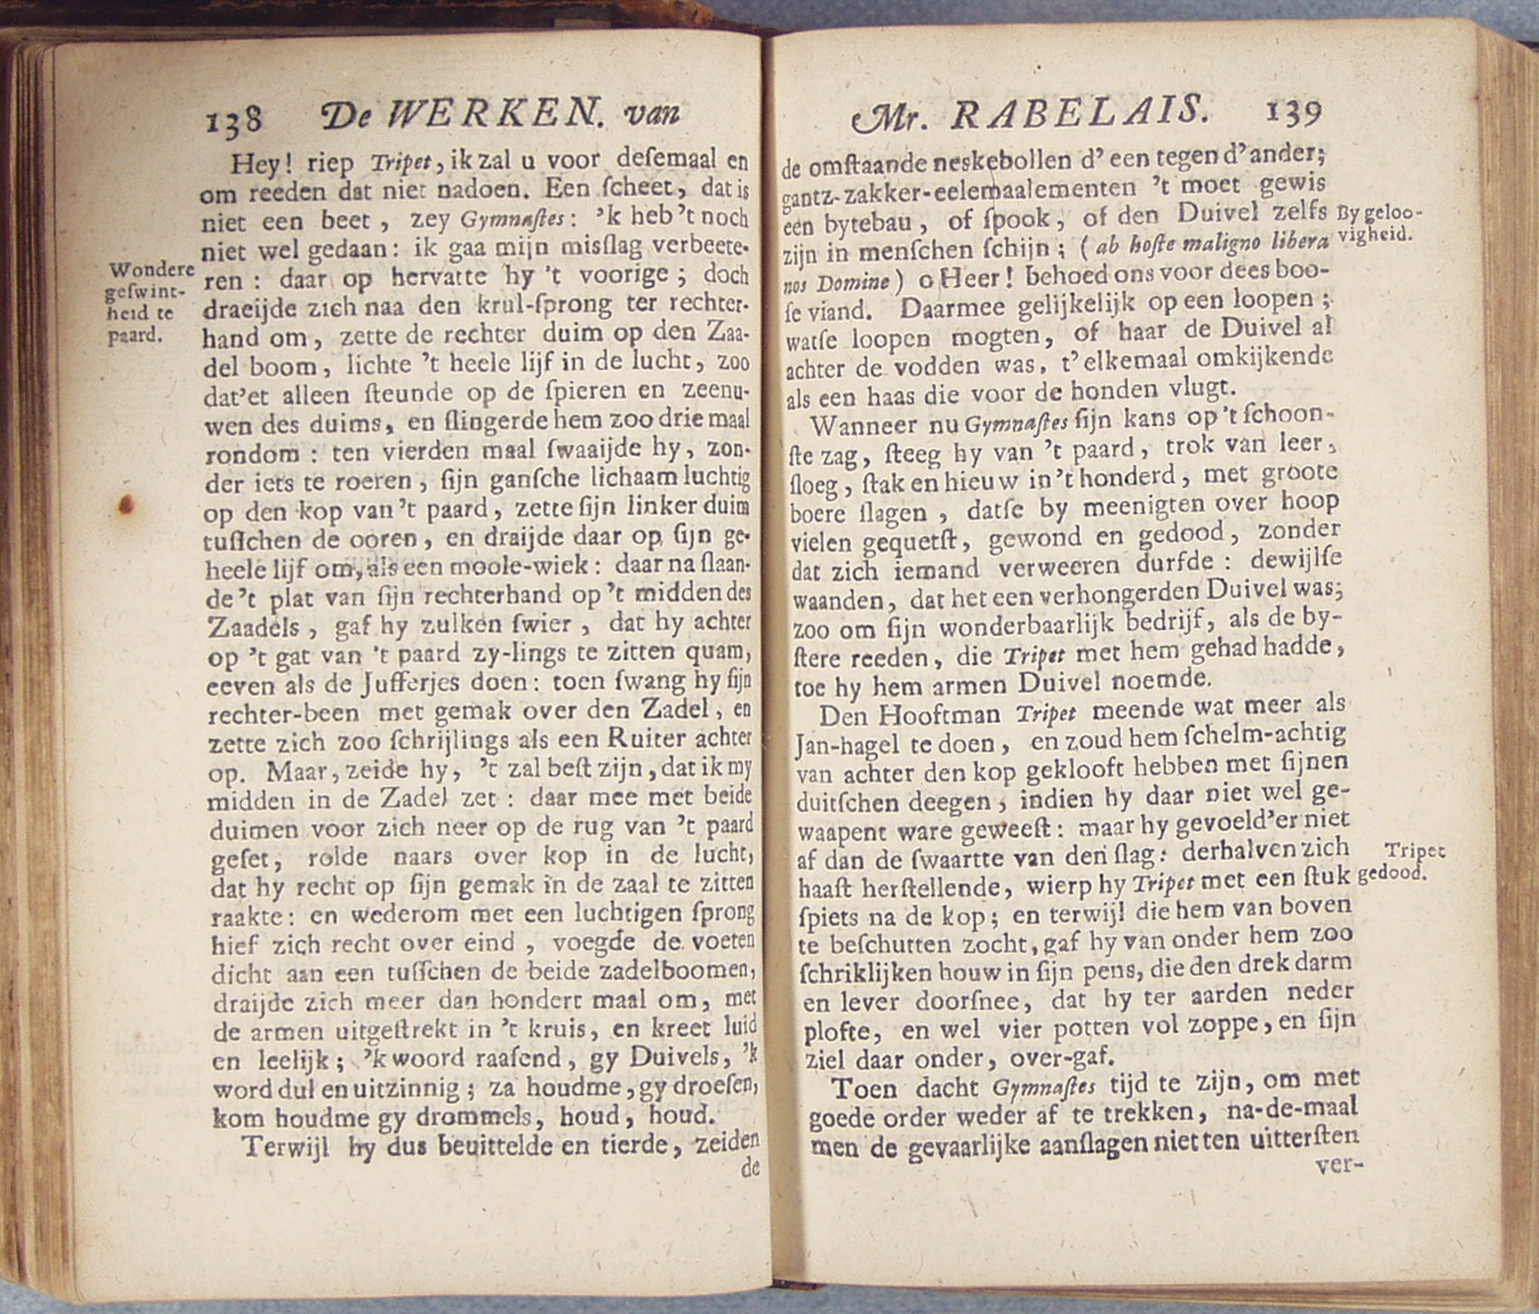 138 De WERKEN. van
Hey! riep Tripet, ik zal u voor deſemaal en
om reeden dat niet nadoen. Een ſcheet, dat is
niet een beet, zey Gymnaſtes: 'k heb 't noch
niet wel gedaan: ik gaa mijn misſlag verbeete-
Wondere
geſwint-
heid te
paard.
ren: daar op hervatte hy 't voorige; doch
draeijde zich naa den krul-ſprong ter rechter-
hand om, zette de rechter duim op den Zaa-
del boom, lichte 't heele lijf in de lucht, zoo
dat'et alleen ſteunde op de ſpieren en zeenu-
wen des duims, en ſlingerde hem zoo drie maal
rondom: ten vierden maal ſwaaijde hy, zon-
der iets te roeren, ſijn ganſche lichaam luchtig
op den kop van 't paard, zette ſijn linker duim
tuſſchen de ooren, en draijde daar op ſijn ge-
heele lijf om, als een moole-wiek: daar na ſlaan-
de 't plat van ſijn rechterhand op 't midden des
Zaadels, gaf hy zulken ſwier, dat hy achter
op 't gat van 't paard zy-lings te zitten quam,
eeven als de Jufferjes doen: toen ſwang hy ſijn
rechter-been met gemak over den Zadel, en
zette zich zoo ſchrijlings als een Ruiter achter
op. Maar, zeide hy, 't zal beſt zijn, dat ik my
midden in de Zadel zet: daar mee met beide
duimen voor zich neer op de rug van 't paard
geſet, rolde naars over kop in de lucht,
dat hy recht op ſijn gemak in de zaal te zitten
raakte: en wederom met een luchtigen ſprong
hief zich recht over eind, voegde de voeten
dicht aan een tuſſchen de beide zadelboomen,
draijde zich meer dan hondert maal om, met
de armen uitgeſtrekt in 't kruis, en kreet luid
en leelijk; 'k woord raaſend, gy Duivels, 'k
word dul en uitzinnig; za houdme, gy droeſen,
kom houdme gy drommels, houd, houd.
Terwijl hy dus beuittelde en tierde, zeiden
de
Mr. RABELAIS. 139
de omſtaande neskebollen d' een tegen d' ander;
gantz-zakker-eelemaalementen 't moet gewis
een bytebau, of ſpook, of den Duivel zelfs
zijn in menſchen ſchijn; (ab hoſte maligno libera
nos Domine) o Heer! behoed ons voor dees boo-
By geloo-
vigheid.
ſe viand. Daarmee gelijkelijk op een loopen;
watſe loopen mogten, of haar de Duivel al
achter de vodden was, t' elkemaal omkijkende
als een haas die voor de honden vlugt.
Wanneer nu Gymnaſtes ſijn kans op 't ſchoon-
ſte zag, ſteeg hy van 't paard, trok van leer,
ſloeg, ſtak en hieuw in 't honderd, met groote
boere ſlagen, datſe by meenigten over hoop
vielen gequetſt, gewond en gedood, zonder
dat zich iemand verweeren durfde: dewijlſe
waanden, dat het een verhongerden Duivel was;
zoo om ſijn wonderbaarlijk bedrijf, als de by-
ſtere reeden, die Tripet met hem gehad hadde,
toe hy hem armen Duivel noemde.
Den Hooftman Tripet meende wat meer als
Jan-hagel te doen, en zoud hem ſchelm-achtig
van achter den kop geklooft hebben met ſijnen
duitſchen deegen, indien hy daar niet wel ge-
waapent ware geweeſt: maar hy gevoeld'er niet
af dan de ſwaartte van den ſlag: derhalven zich
haaſt herſtellende, wierp hy Tripet met een ſtuk
Tripet
gedood.
ſpiets na de kop; en terwijl die hem van boven
te beſchutten zocht, gaf hy van onder hem zoo
ſchriklijken houw in ſijn pens, die den drek darm
en lever doorſnee, dat hy ter aarden neder
plofte, en wel vier potten vol zoppe, en ſijn
ziel daar onder, over-gaf.
Toen dacht Gymnaſtes tijd te zijn, om met
goede order weder af te trekken, na-de-maal
men de gevaarlijke aanſlagen niet ten uitterſten
ver-